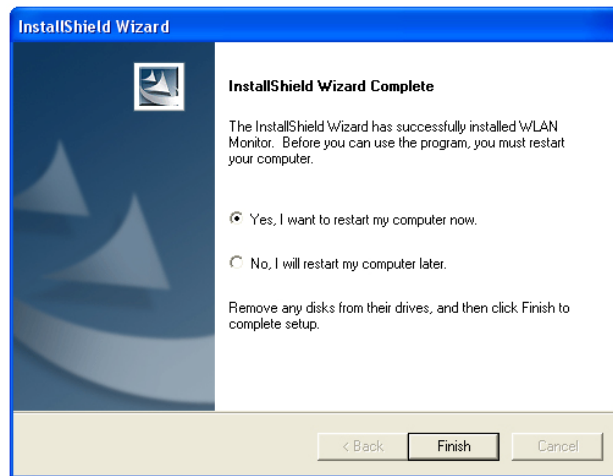 InstallShield Wizard
InstallShield Wizard Complete
The InstallShield Wizard has successfully installed WLAN
Monitor. Before you can use the program, you must restart
your computer.
Yes, I want to restart my computer now.
No, I will restart my computer later.
Remove any disks from their drives, and then click Finish to
complete setup.
< Back Finish Cancel